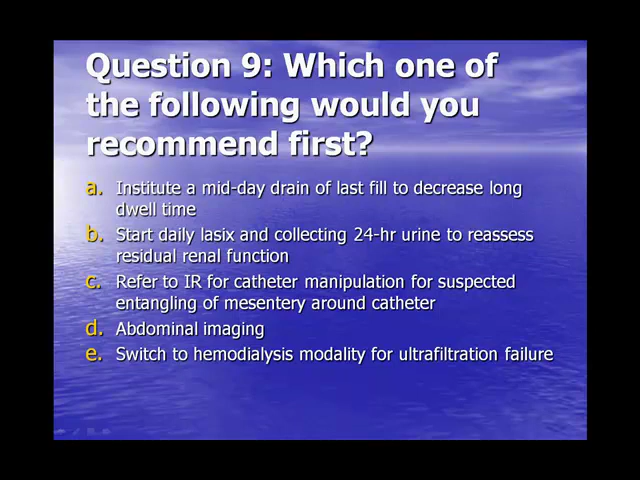 Question 9: Which one of
the following would you
recommend first?
a. Institute a mid-day drain of last fill to decrease long
dwell time
b. Start daily lasix and collecting 24-hr urine to reassess
residual renal function
c. Refer to IR for catheter manipulation for suspected
entangling of mesentery around catheter
d. Abdominal imaging
e. Switch to hemodialysis modality for ultrafiltration failure